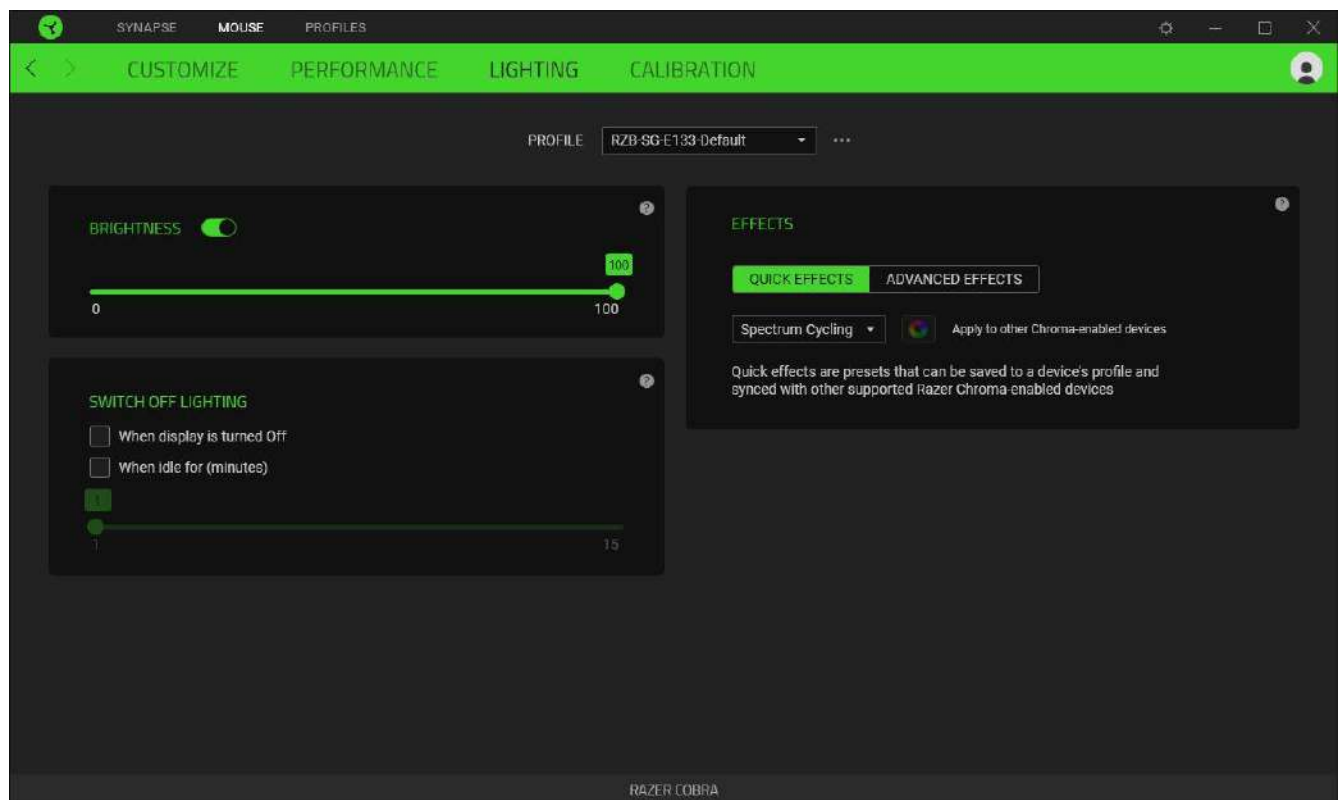 SYNAPSE MOUSE PROFILES
CUSTOMIZE PERFORMANCE LIGHTING CALIBRATION
PROFILE RZB-SG-E133-Default
BRIGHTNESS
100
0 100
SWITCH OFF LIGHTING
When display is turned Off
When idle for (minutes)
1
1 15
EFFECTS
QUICK EFFECTS ADVANCED EFFECTS
Spectrum Cycling Apply to other Chroma-enabled devices
Quick effects are presets that can be saved to a device's profile and
synced with other supported Razer Chroma-enabled devices
RAZER COBRA